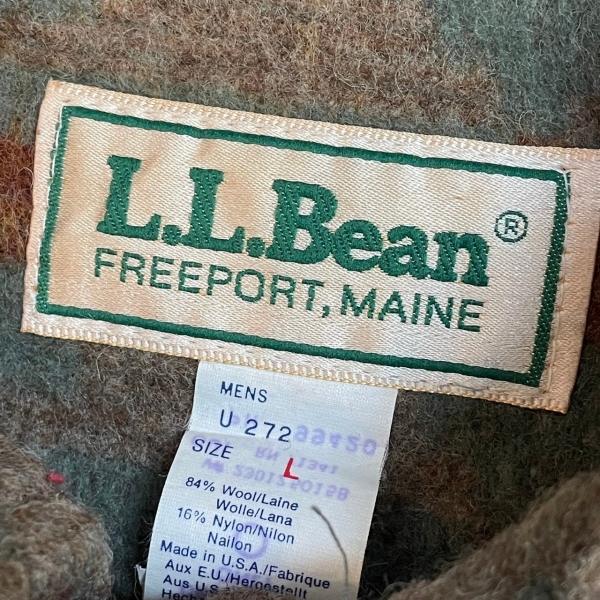 L.L.Bean®
FREEPORT, MAINE
MENS
U 272
SIZE L
84% Wool/Laine
Wolle/Lana
16% Nylon/Nilon
Nailon
Made in U.S.A./Fabrique
Aux E.U./Hergestellt
Aus U.S.